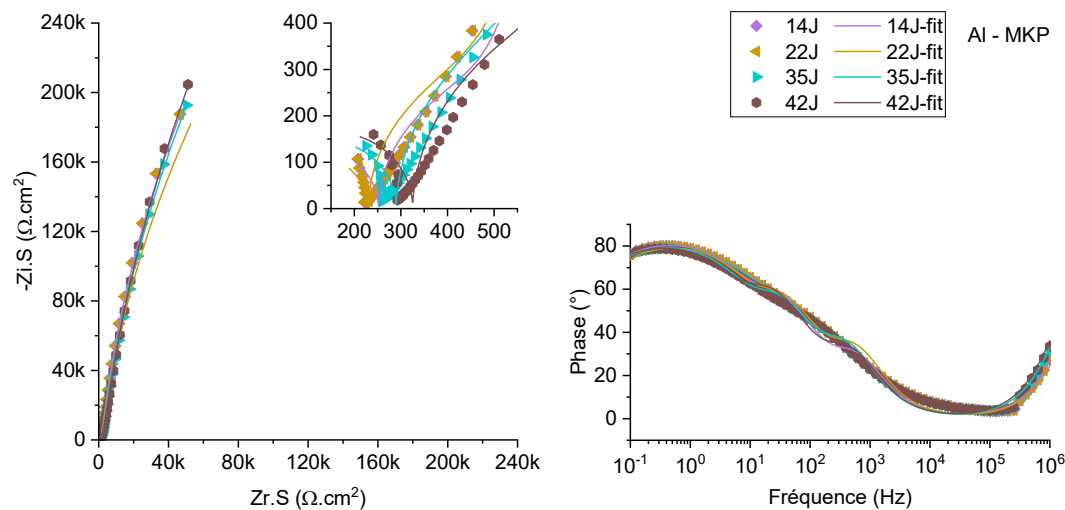 240k
200k
160k
120k
80k
40k
0
-Zi.S (Ω.cm²)
0 40k 80k 120k 160k 200k 240k
Zr.S (Ω.cm²)
400
300
200
100
0
200 300 400 500
14J 14J-fit
22J 22J-fit
35J 35J-fit
42J 42J-fit
Al - MKP
80
60
40
20
0
Phase (°)
10⁻¹ 10⁰ 10¹ 10² 10³ 10⁴ 10⁵ 10⁶
Fréquence (Hz)